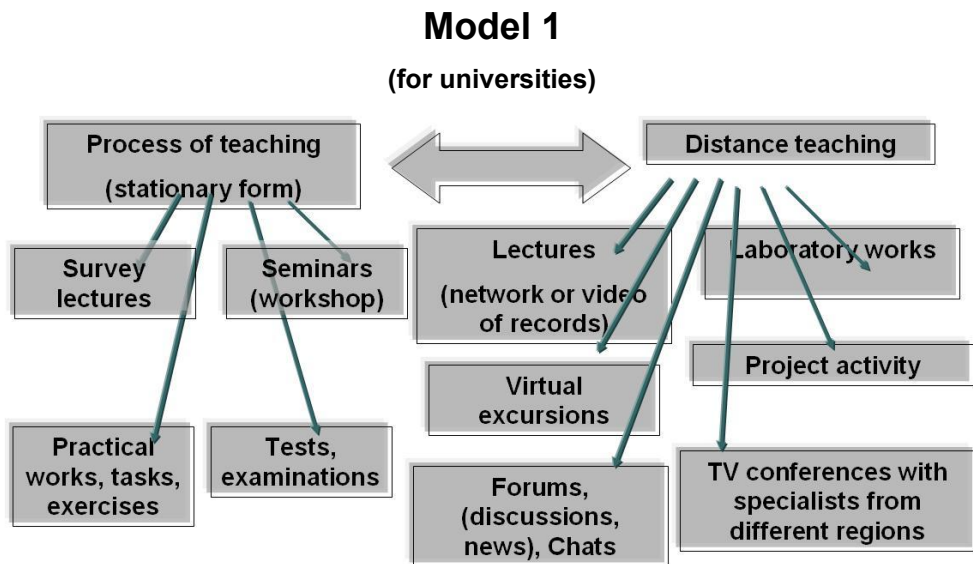 Model 1
(for universities)
Process of teaching
(stationary form)
Distance teaching
Survey
lectures
Seminars
(workshop)
Practical
works, tasks,
exercises
Tests,
examinations
Lectures
(network or video
of records)
Laboratory works
Virtual
excursions
Project activity
Forums,
(discussions,
news), Chats
TV conferences with
specialists from
different regions